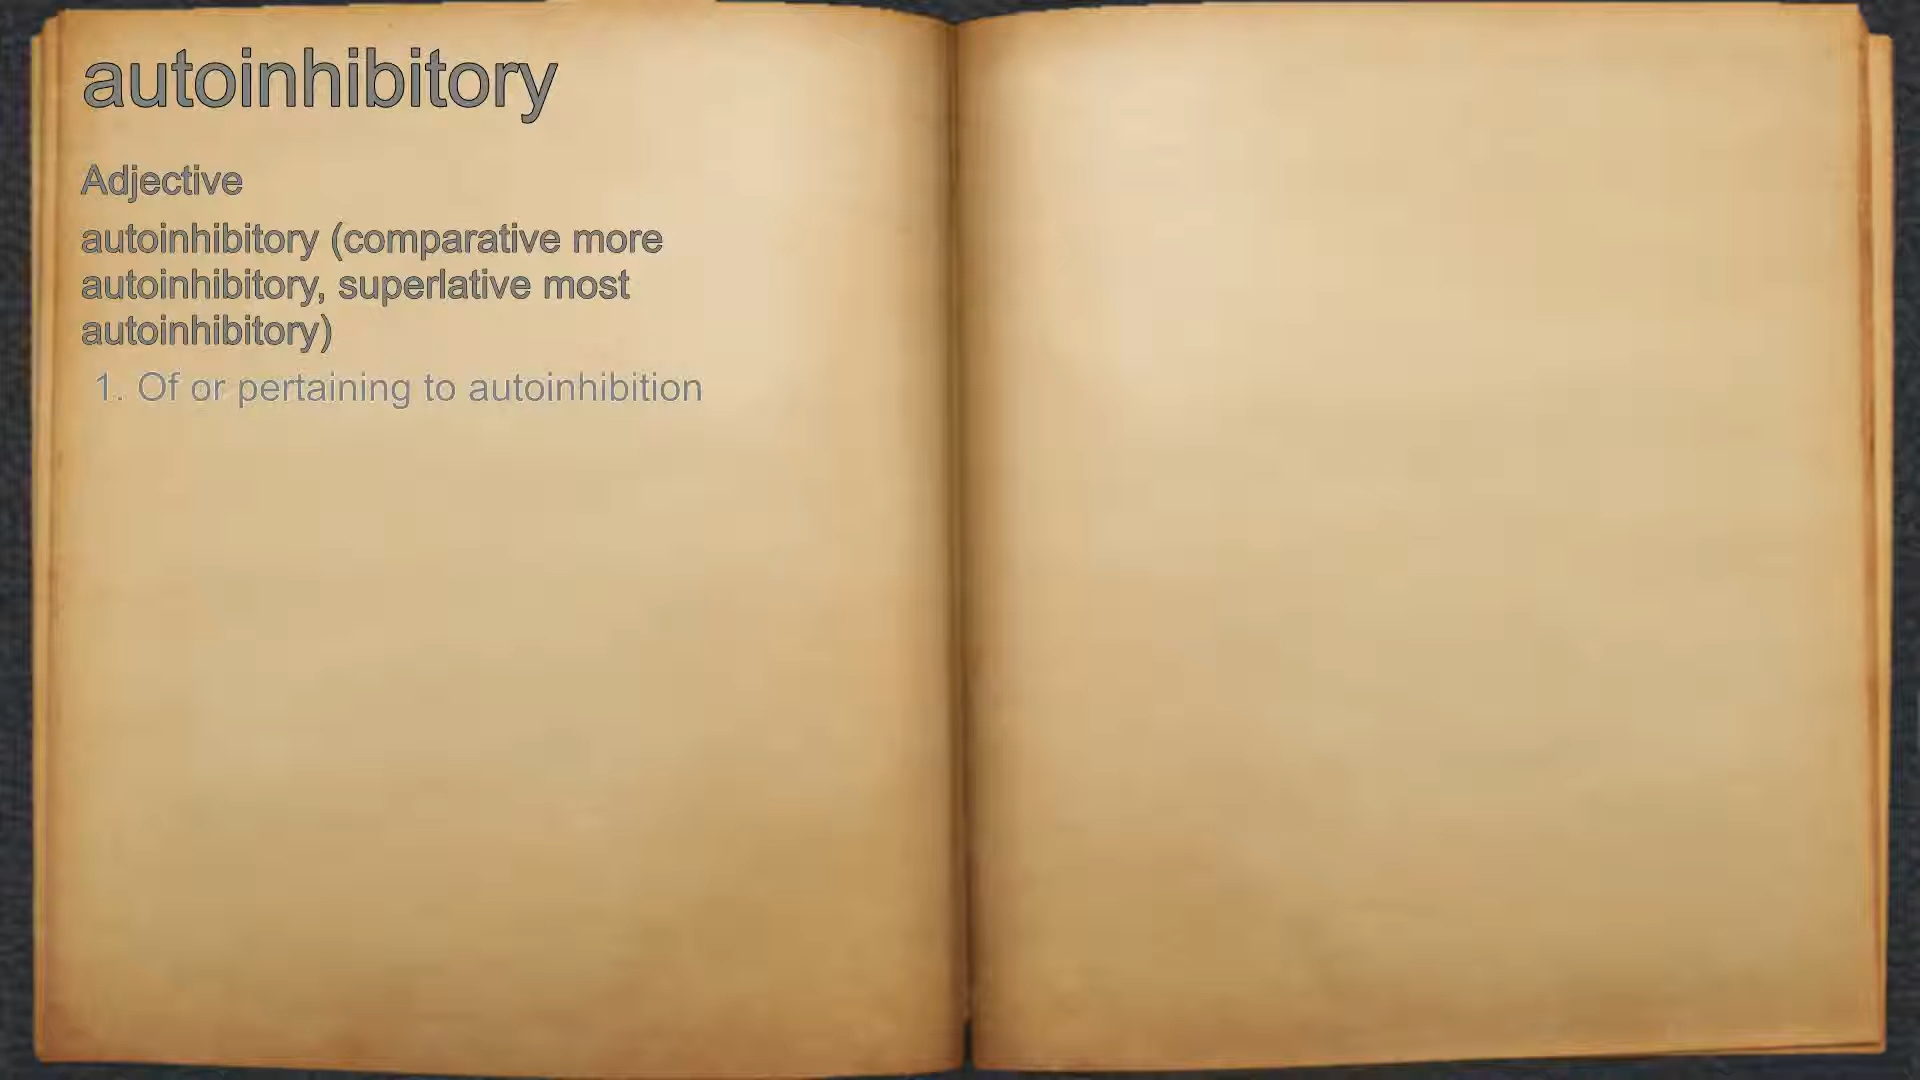 autoinhibitory
Adjective
autoinhibitory (comparative more
autoinhibitory, superlative most
autoinhibitory)
1. Of or pertaining to autoinhibition